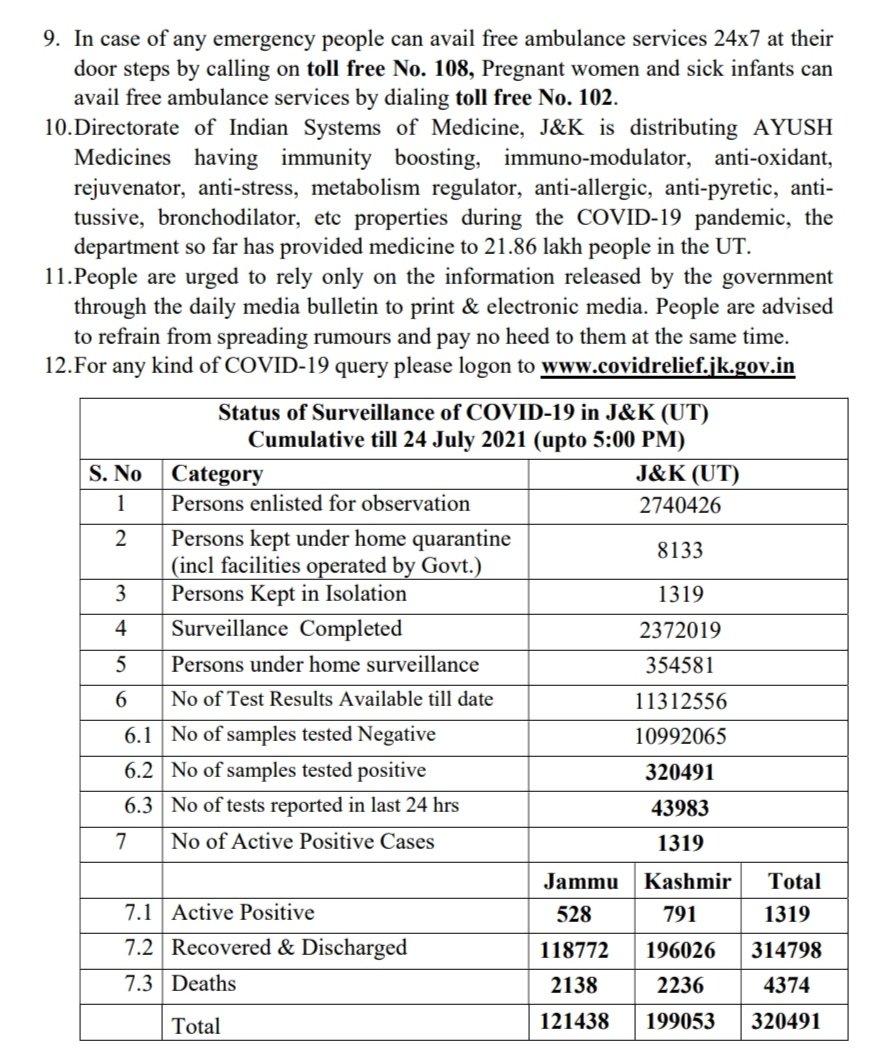 9. In case of any emergency people can avail free ambulance services 24x7 at their
door steps by calling on toll free No. 108, Pregnant women and sick infants can
avail free ambulance services by dialing toll free No. 102.
10.Directorate of Indian Systems of Medicine, J&K is distributing AYUSH
Medicines having immunity boosting, immuno-modulator, anti-oxidant,
rejuvenator, anti-stress, metabolism regulator, anti-allergic, anti-pyretic, anti-
tussive, bronchodilator, etc properties during the COVID-19 pandemic, the
department so far has provided medicine to 21.86 lakh people in the UT.
11.People are urged to rely only on the information released by the government
through the daily media bulletin to print & electronic media. People are advised
to refrain from spreading rumours and pay no heed to them at the same time.
12.For any kind of COVID-19 query please logon to www.covidrelief.jk.gov.in
Status of Surveillance of COVID-19 in J&K (UT)
Cumulative till 24 July 2021 (upto 5:00 PM)
S. No Category J&K (UT)
1 Persons enlisted for observation 2740426
2 Persons kept under home quarantine
(incl facilities operated by Govt.) 8133
3 Persons Kept in Isolation 1319
4 Surveillance Completed 2372019
5 Persons under home surveillance 354581
6 No of Test Results Available till date 11312556
6.1 No of samples tested Negative 10992065
6.2 No of samples tested positive 320491
6.3 No of tests reported in last 24 hrs 43983
7 No of Active Positive Cases 1319
Jammu Kashmir Total
7.1 Active Positive 528 791 1319
7.2 Recovered & Discharged 118772 196026 314798
7.3 Deaths 2138 2236 4374
Total 121438 199053 320491